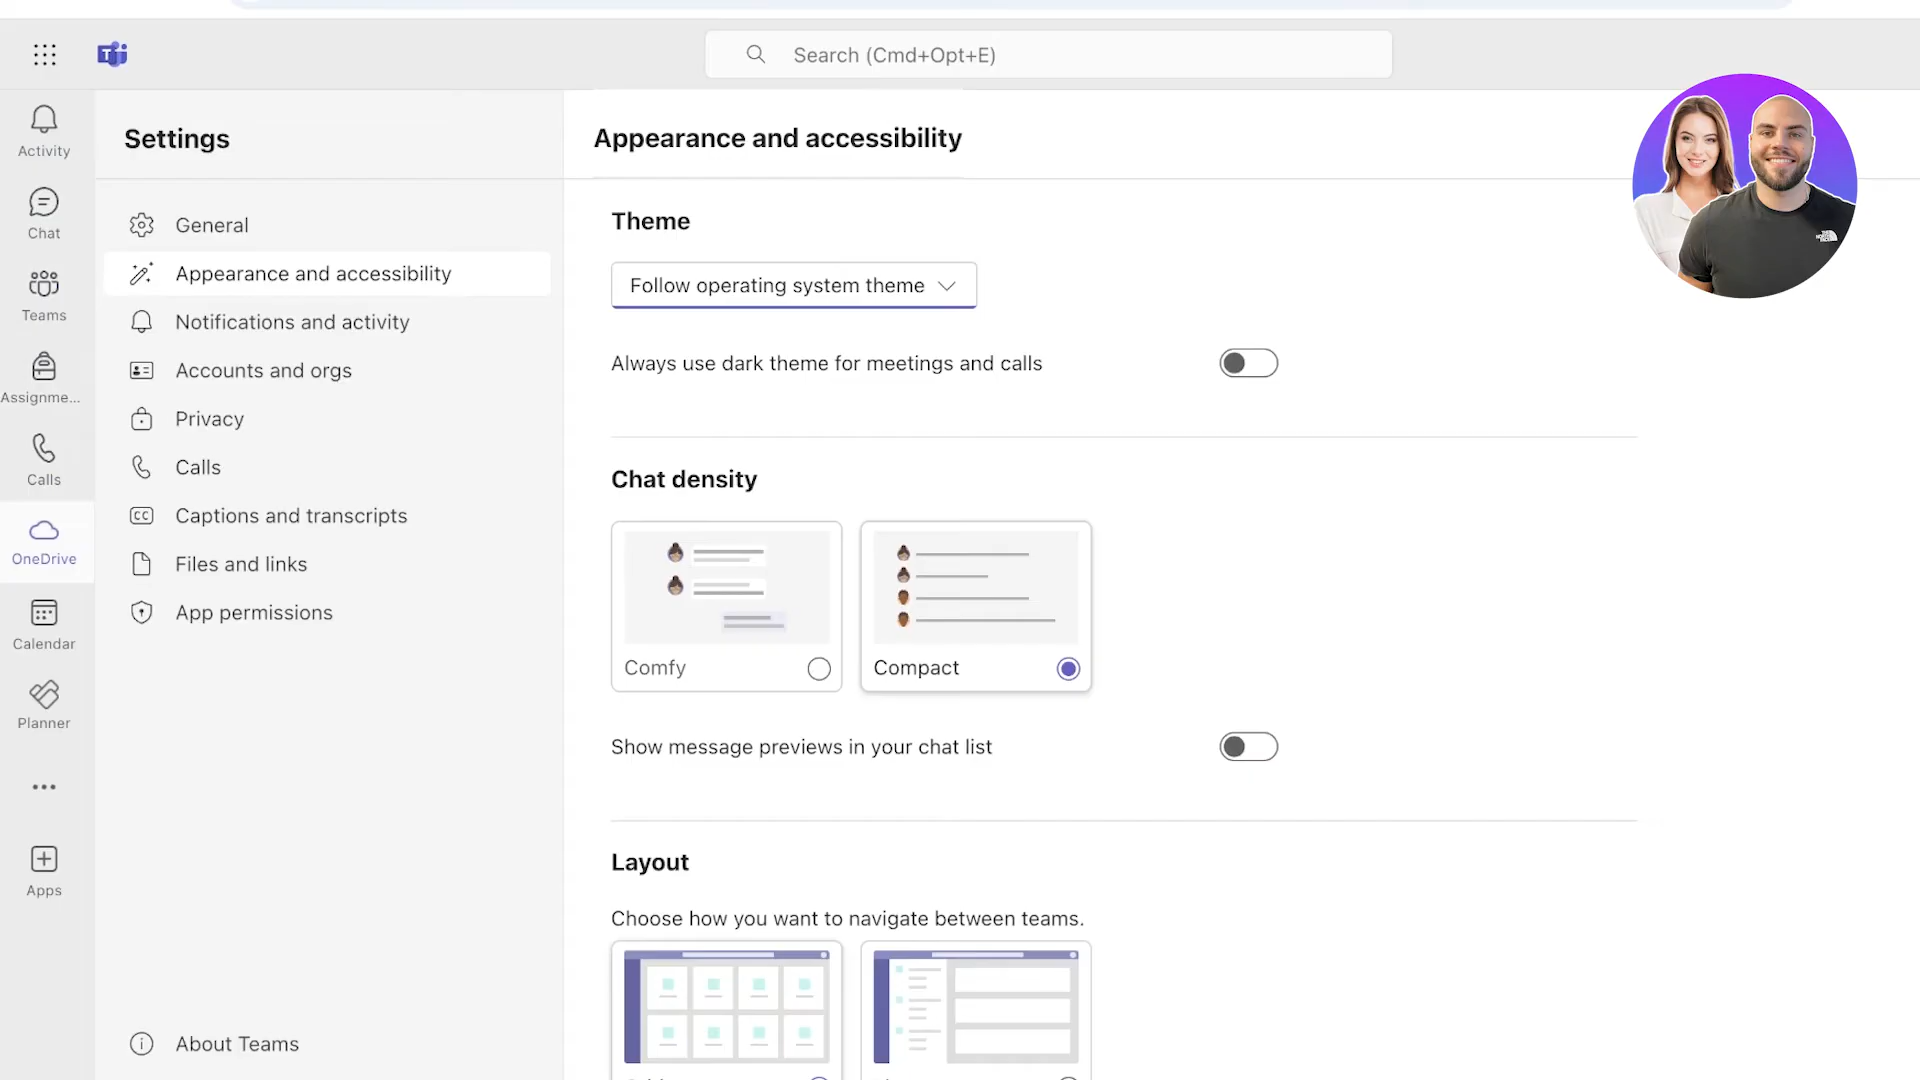 Search (Cmd+Opt+E)
Activity
Chat
Teams
Assignme...
Calls
OneDrive
Calendar
Planner
Apps
Settings
General
Appearance and accessibility
Notifications and activity
Accounts and orgs
Privacy
Calls
Captions and transcripts
Files and links
App permissions
About Teams
Appearance and accessibility
Theme
Follow operating system theme
Always use dark theme for meetings and calls
Chat density
Comfy
Compact
Show message previews in your chat list
Layout
Choose how you want to navigate between teams.